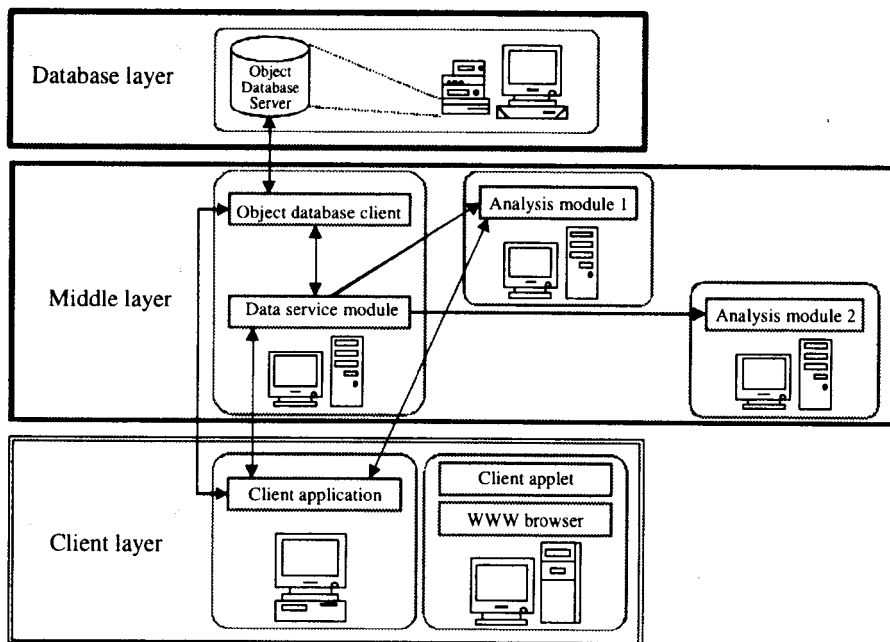 Database layer
Object
Database
Server
Object database client
Analysis module 1
Middle layer
Data service module
Analysis module 2
Client application
Client applet
WWW browser
Client layer